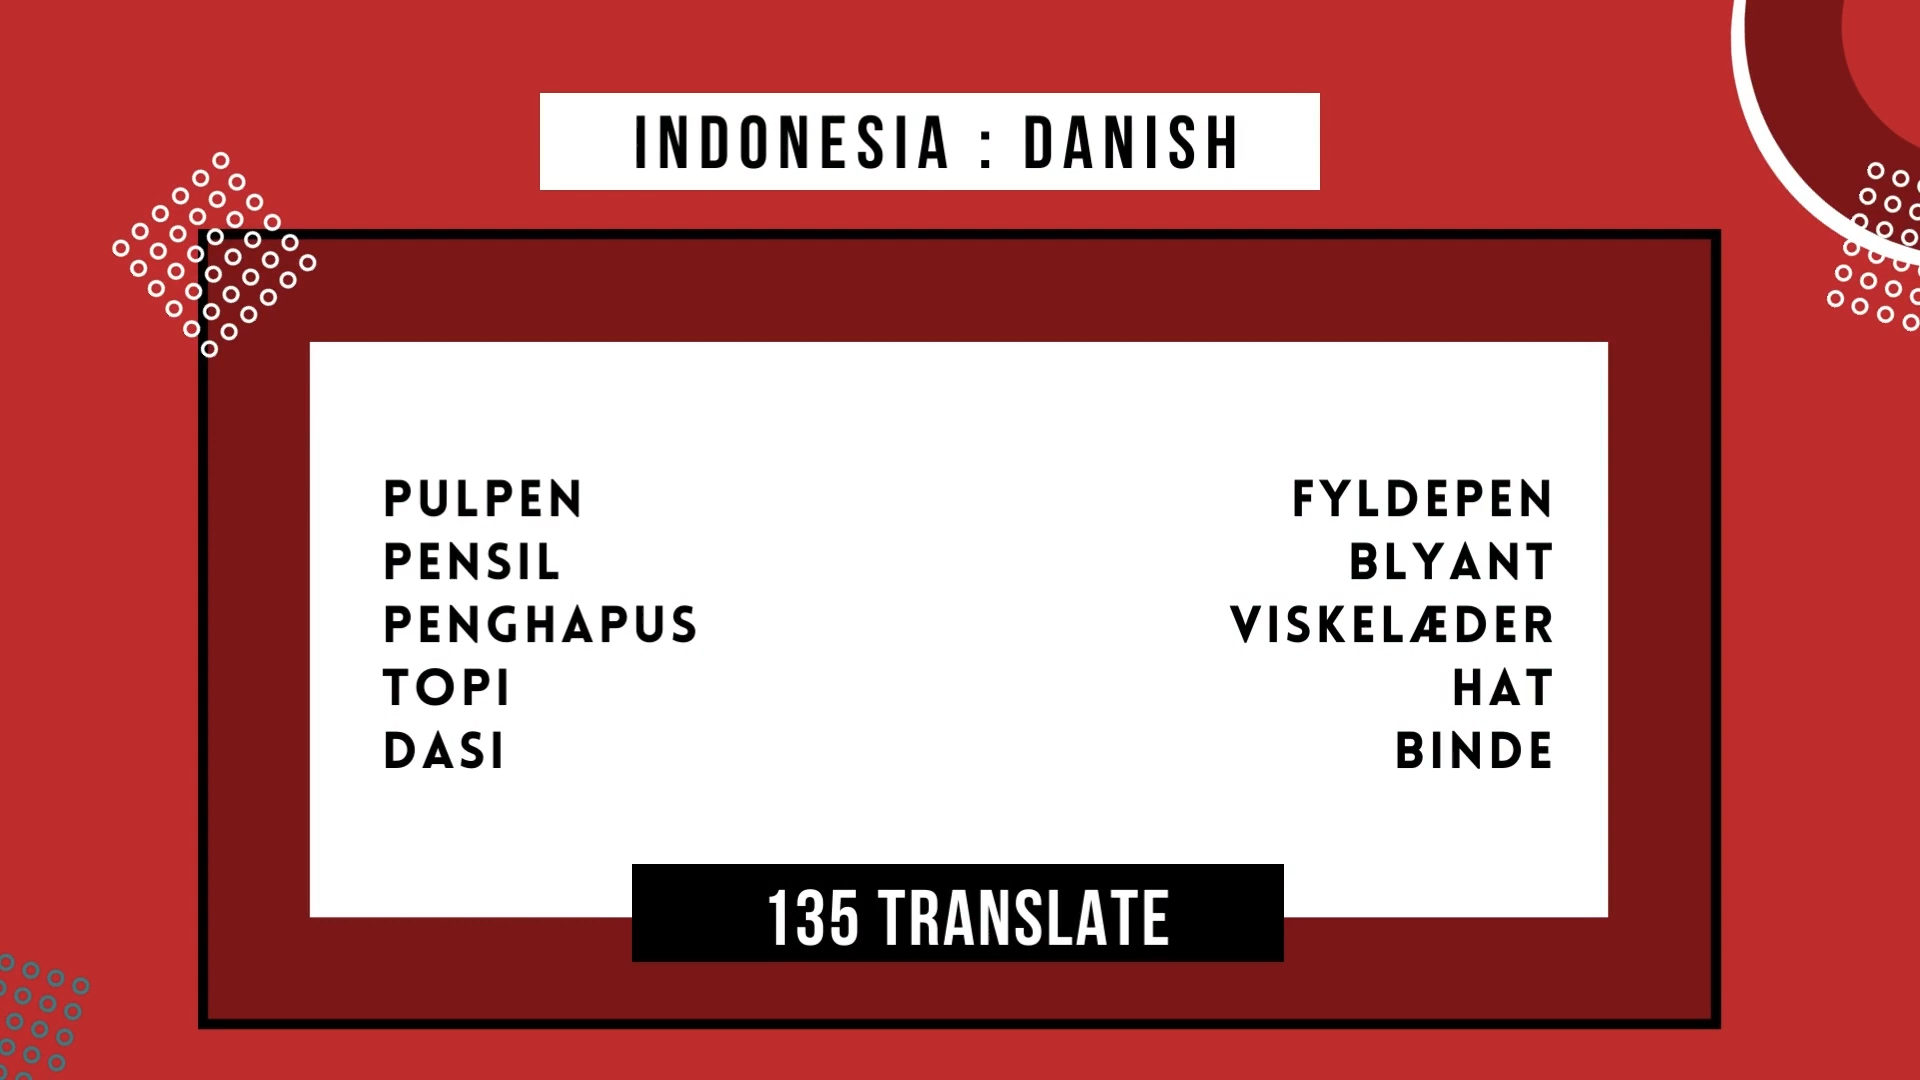 INDONESIA : DANISH
PULPEN FYLDEPEN
PENSIL BLYANT
PENGHAPUS VISKELÆDER
TOPI HAT
DASI BINDE
135 TRANSLATE